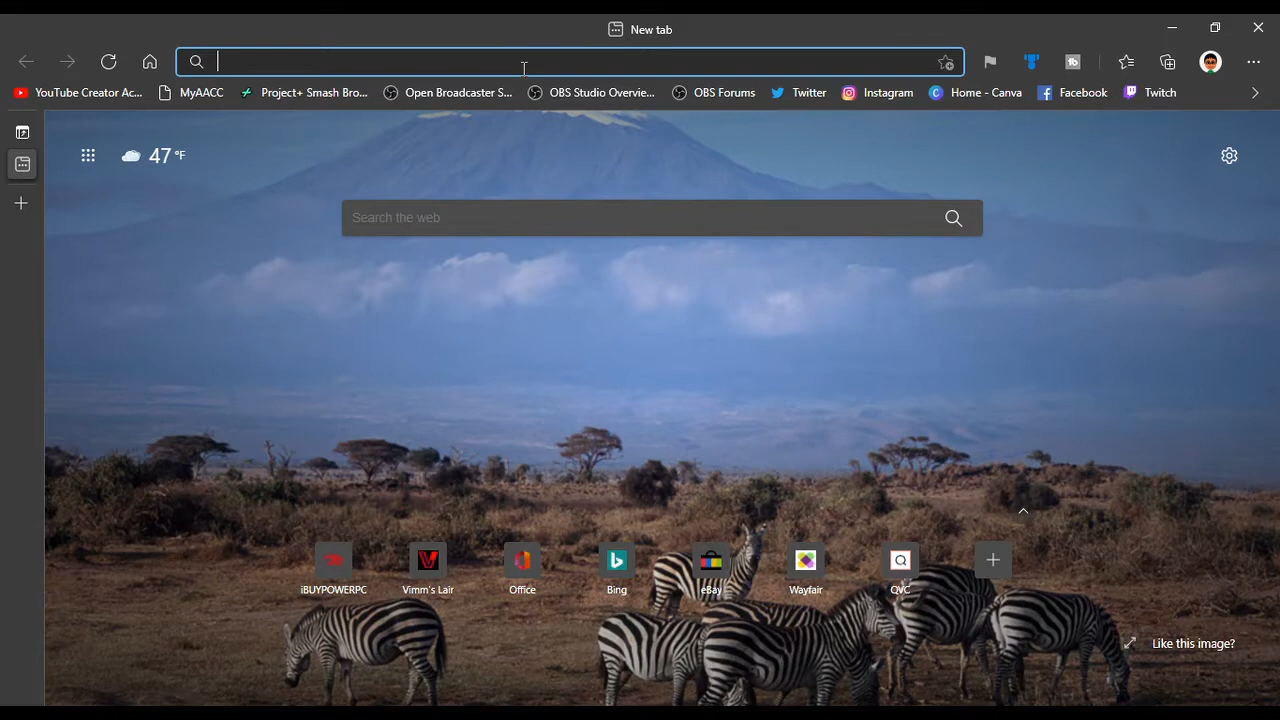 New tab
YouTube Creator Ac...
MyAACC
Project+ Smash Bro...
Open Broadcaster S...
OBS Studio Overvie...
OBS Forums
Twitter
Instagram
Home - Canva
Facebook
Twitch
47 °F
Search the web
iBUYPOWERPC
Vimm's Lair
Office
Bing
eBay
Wayfair
QVC
Like this image?